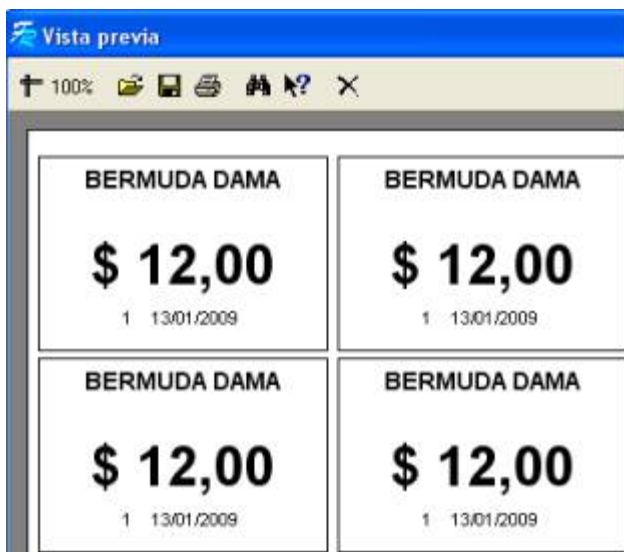 Vista previa
100%
BERMUDA DAMA
$ 12,00
1 13/01/2009
BERMUDA DAMA
$ 12,00
1 13/01/2009
BERMUDA DAMA
$ 12,00
1 13/01/2009
BERMUDA DAMA
$ 12,00
1 13/01/2009